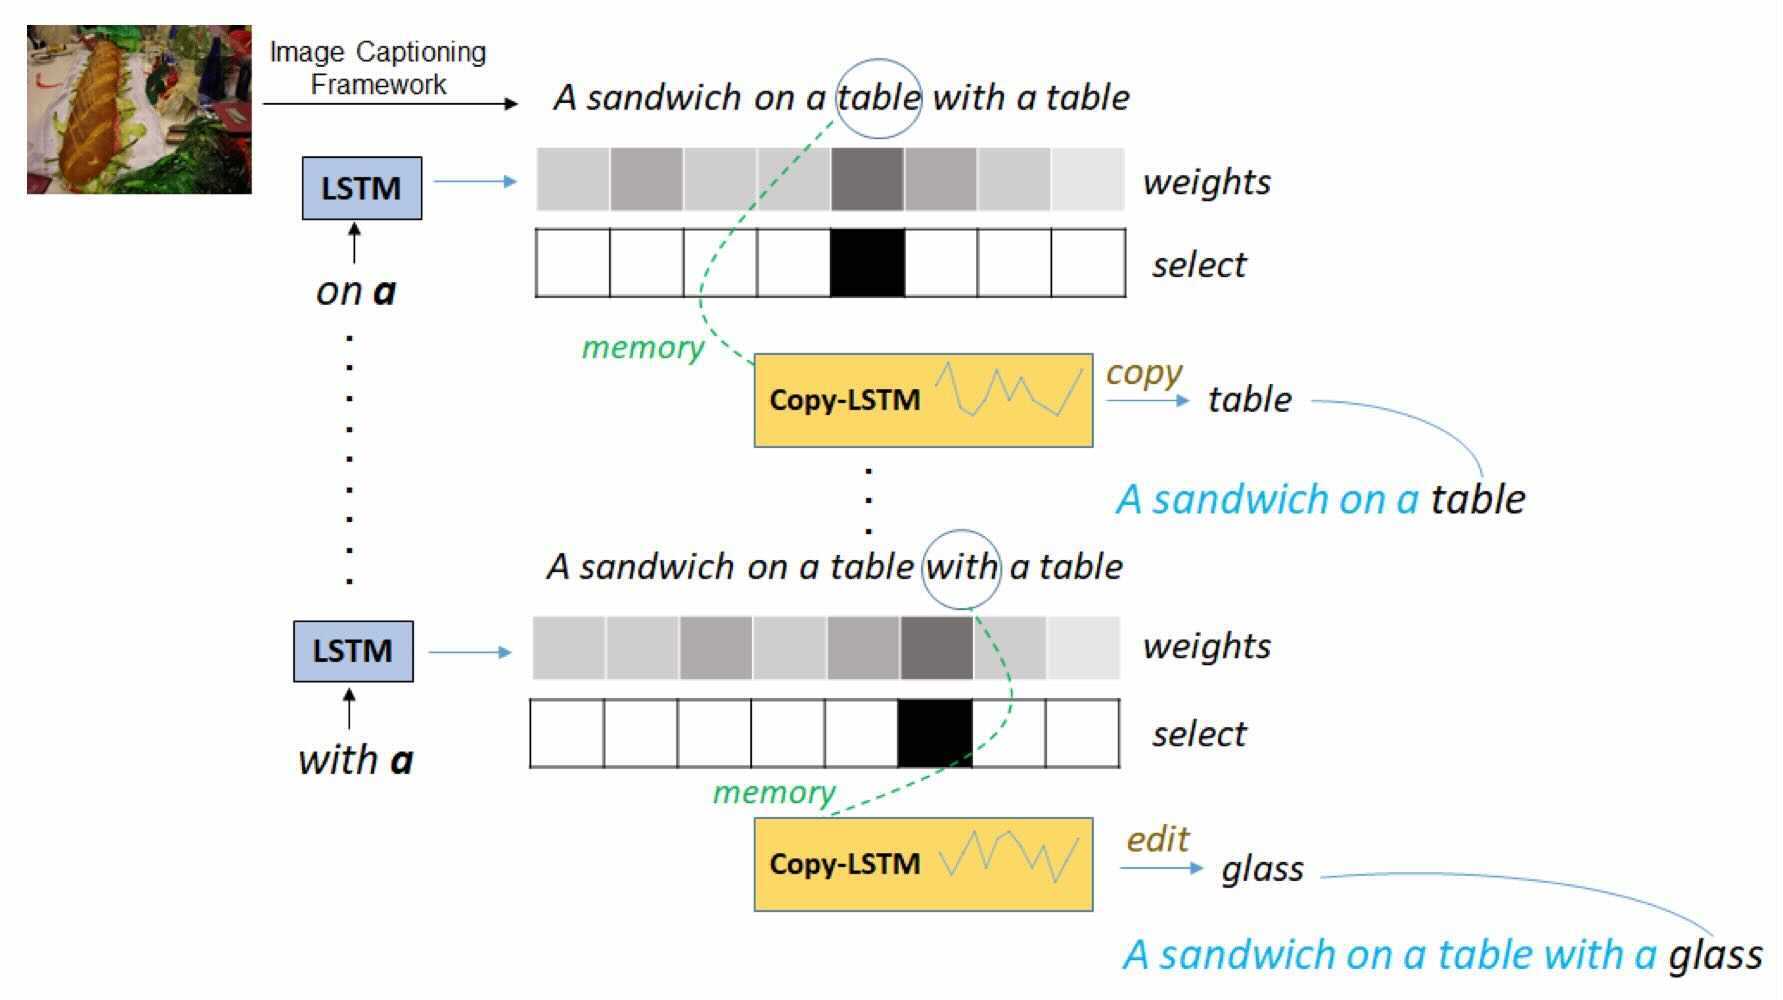 Image Captioning
Framework
A sandwich on a table with a table
LSTM
weights
on a
select
memory
Copy-LSTM
copy
table
A sandwich on a table
A sandwich on a table with a table
LSTM
weights
with a
select
memory
Copy-LSTM
edit
glass
A sandwich on a table with a glass